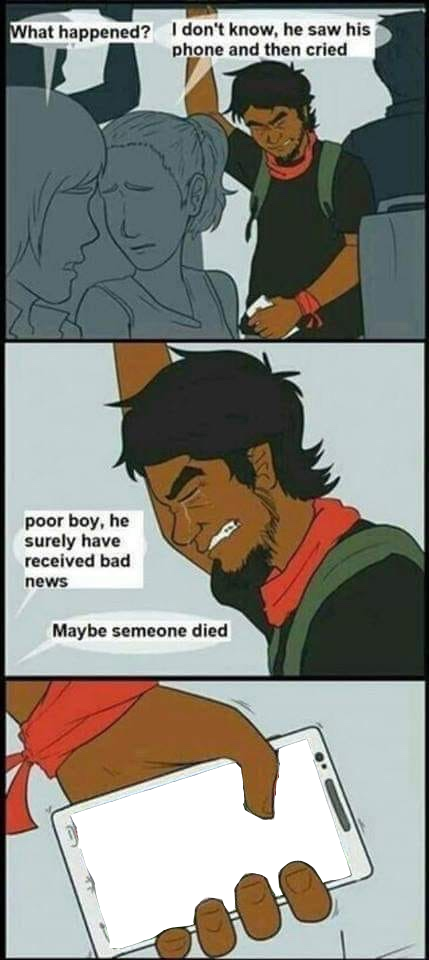 What happened?
I don't know, he saw his
phone and then cried
poor boy, he
surely have
received bad
news
Maybe semeone died